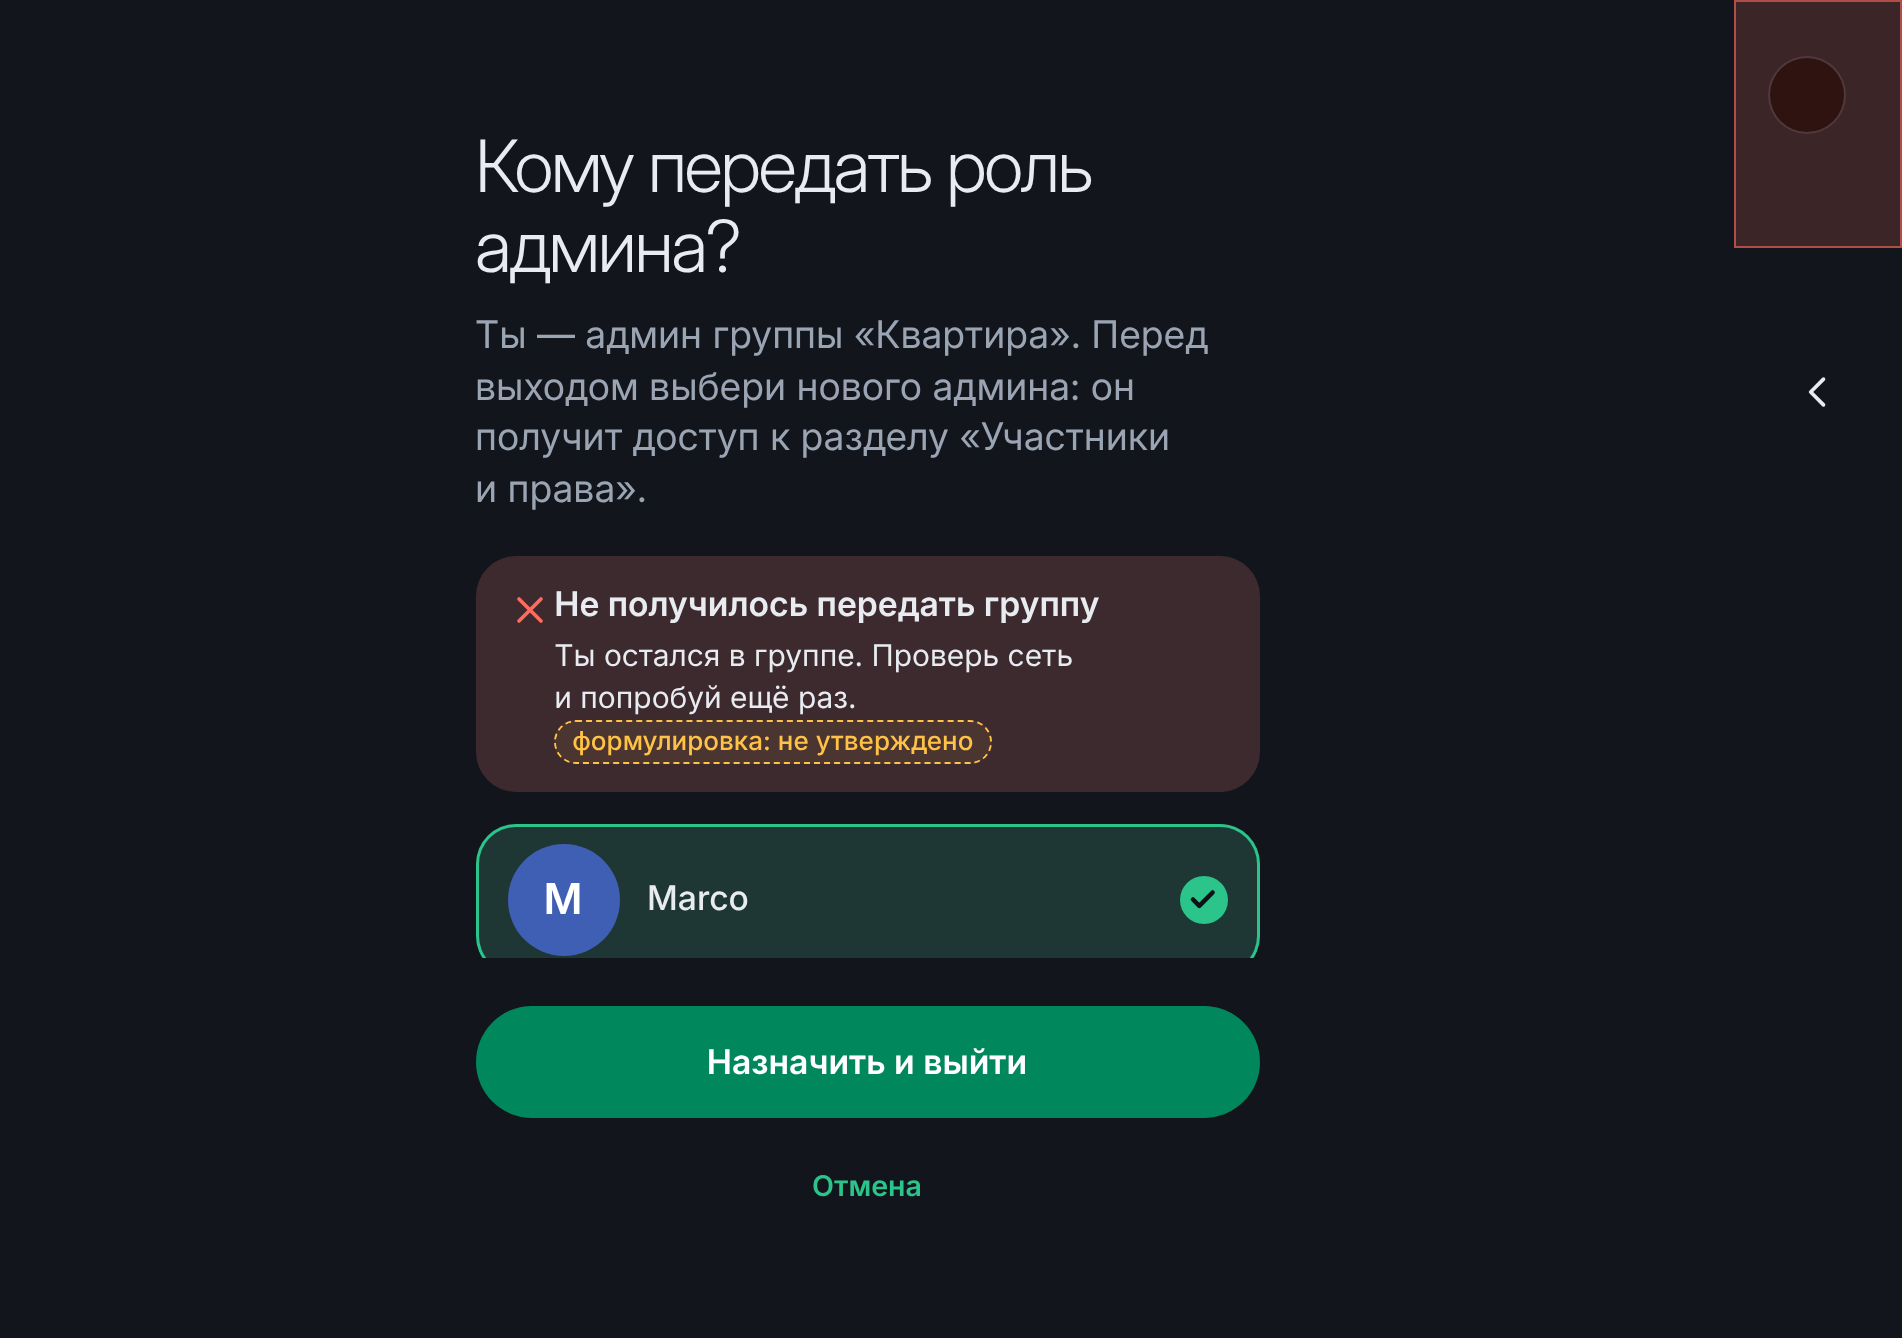 Кому передать роль
админа?
Ты — админ группы «Квартира». Перед
выходом выбери нового админа: он
получит доступ к разделу «Участники
и права».
Не получилось передать группу
Ты остался в группе. Проверь сеть
и попробуй ещё раз.
формулировка: не утверждено
M
Marco
Назначить и выйти
Отмена